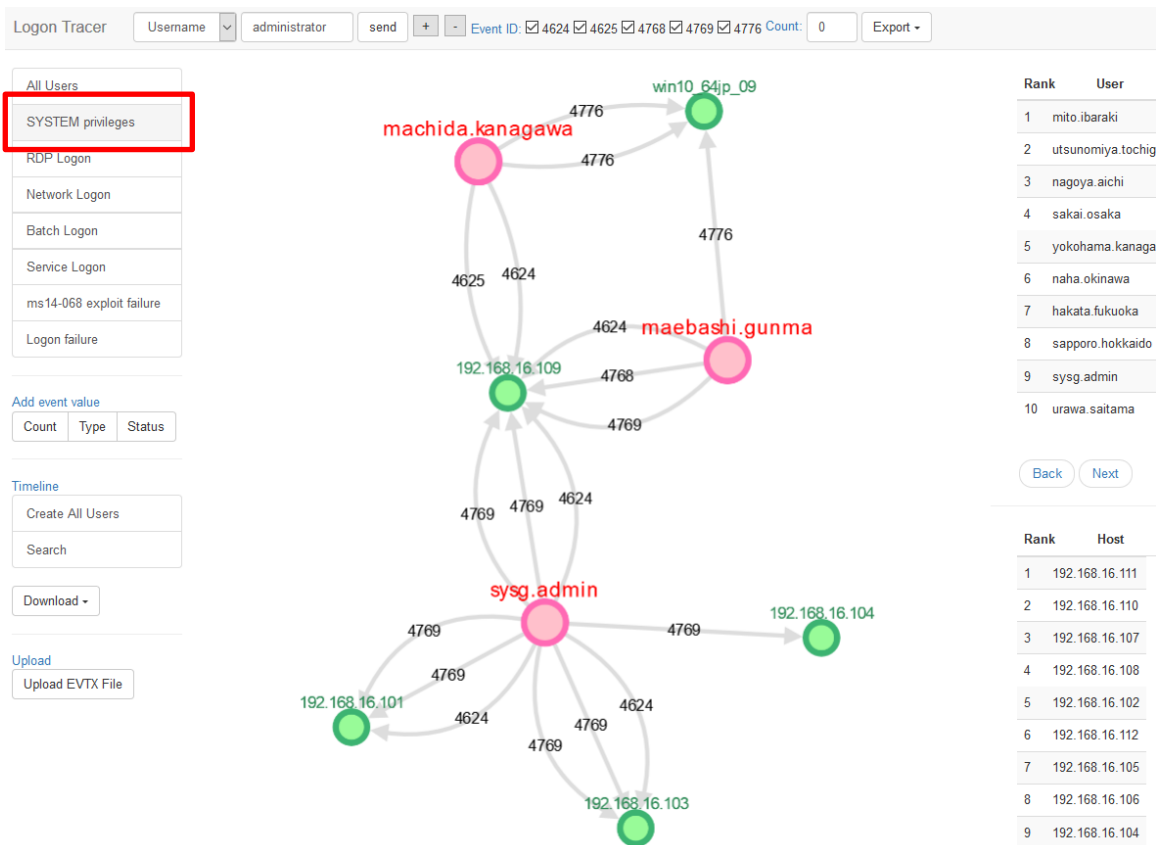 Logon Tracer Username administrator send + - Event ID: 4624 4625 4768 4769 4776 Count: 0 Export
All Users
SYSTEM privileges
RDP Logon
Network Logon
Batch Logon
Service Logon
ms14-068 exploit failure
Logon failure
Add event value
Count Type Status
Timeline
Create All Users
Search
Download
Upload
Upload EVTX File
win10_64jp_09
4776
machida.kanagawa
4776
4776
4625 4624
4624 maebashi.gunma
192.168.16.109
4768
4769
4769 4769 4624
sysg.admin
192.168.16.104
4769 4769
4769
192.168.16.101
4624
4624
4769
4769
192.168.16.103
Rank User
1 mito.ibaraki
2 utsunomiya.tochig
3 nagoya.aichi
4 sakai.osaka
5 yokohama.kanaga
6 naha.okinawa
7 hakata.fukuoka
8 sapporo.hokkaido
9 sysg.admin
10 urawa.saitama
Back Next
Rank Host
1 192.168.16.111
2 192.168.16.110
3 192.168.16.107
4 192.168.16.108
5 192.168.16.102
6 192.168.16.112
7 192.168.16.105
8 192.168.16.106
9 192.168.16.104